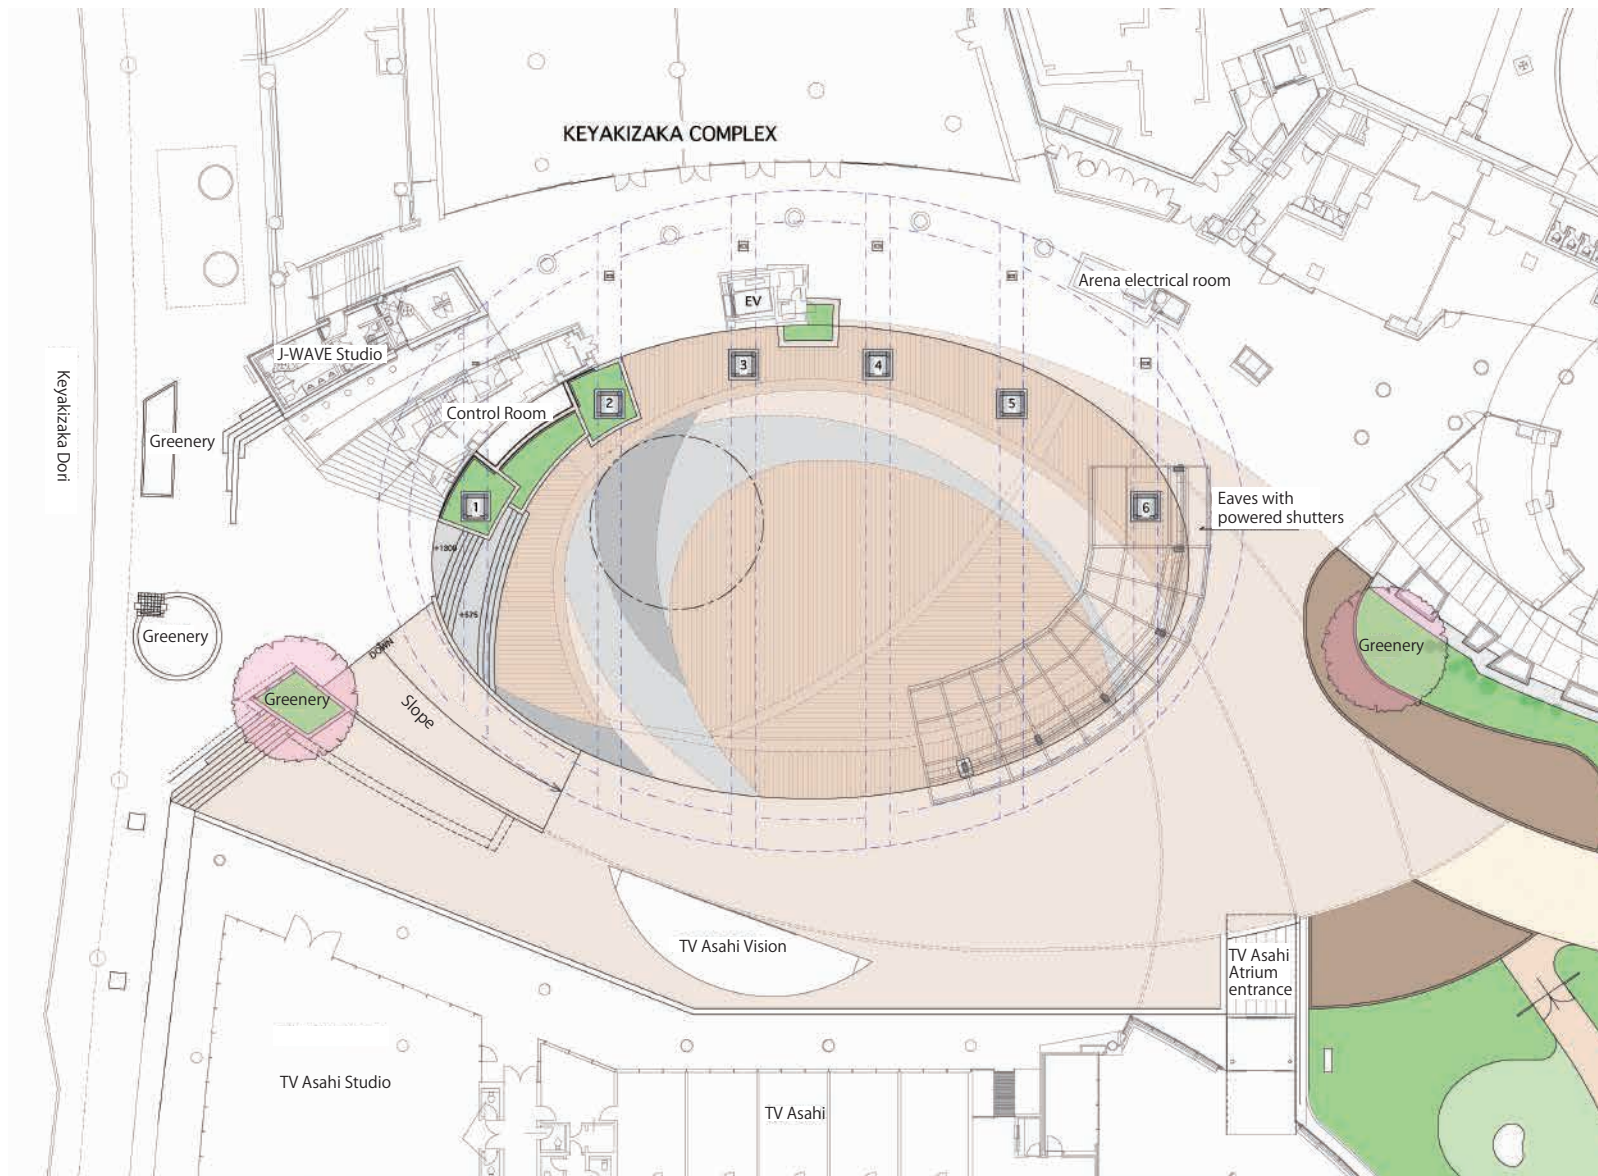 KEYAKIZAKA COMPLEX
Arena electrical room
EV
J-WAVE Studio
Keyakizaka Dori
3
4
2
5
Control Room
Greenery
1
6
Eaves with
powered shutters
+575
Greenery
Greenery
DOWN
Greenery
Slope
TV Asahi Vision
TV Asahi
Atrium
entrance
TV Asahi Studio
TV Asahi